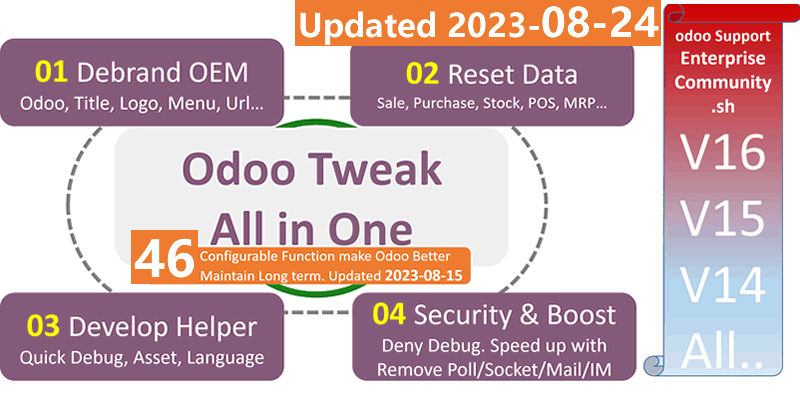 Updated 2023-08-24
01 Debrand OEM
Odoo, Title, Logo, Menu, Url...
02 Reset Data
Sale, Purchase, Stock, POS, MRP...
Odoo Tweak
All in One
46 Configurable Function make Odoo Better
Maintain Long term. Updated 2023-08-15
03 Develop Helper
Quick Debug, Asset, Language
04 Security & Boost
Deny Debug. Speed up with
Remove Poll/Socket/Mail/IM
odoo Support
Enterprise
Community
.sh
V16
V15
V14
All..